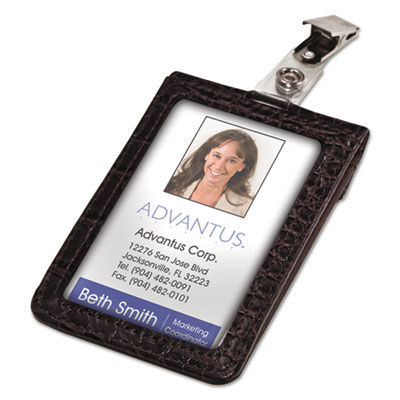 ADVANTUS.
Advantus Corp.
12276 San Jose Blvd
Jacksonville, FL 32223
Tel. (904) 482-0091
Fax. (904) 482-0101
Beth Smith
Marketing
Coordinator